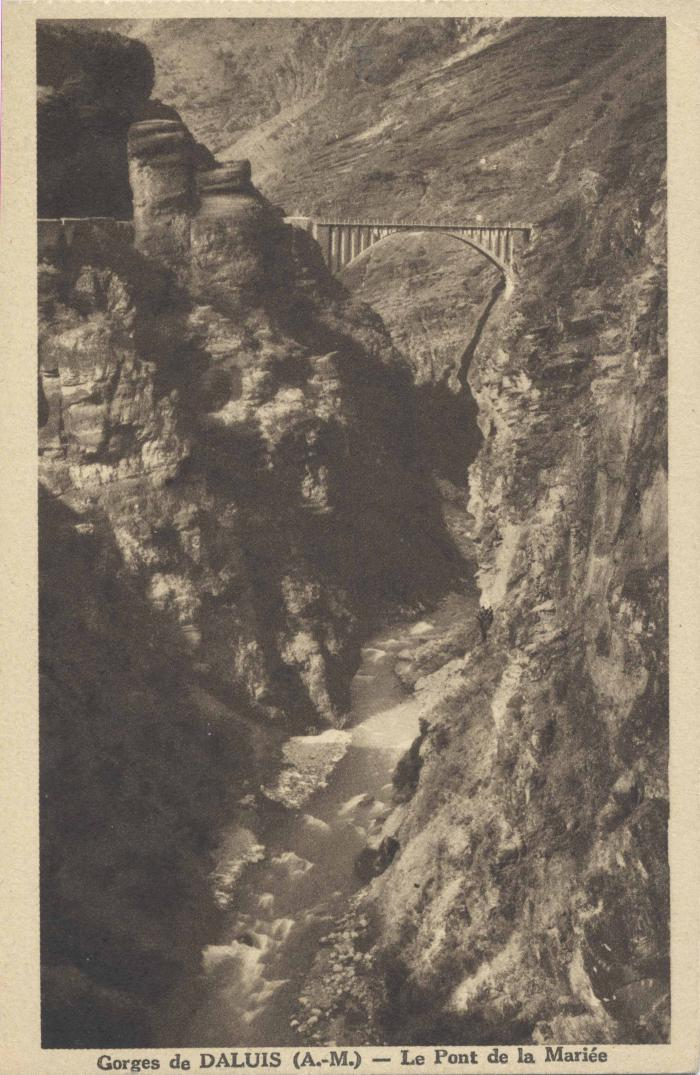 Gorges de DALUIS (A.-M.) — Le Pont de la Mariée